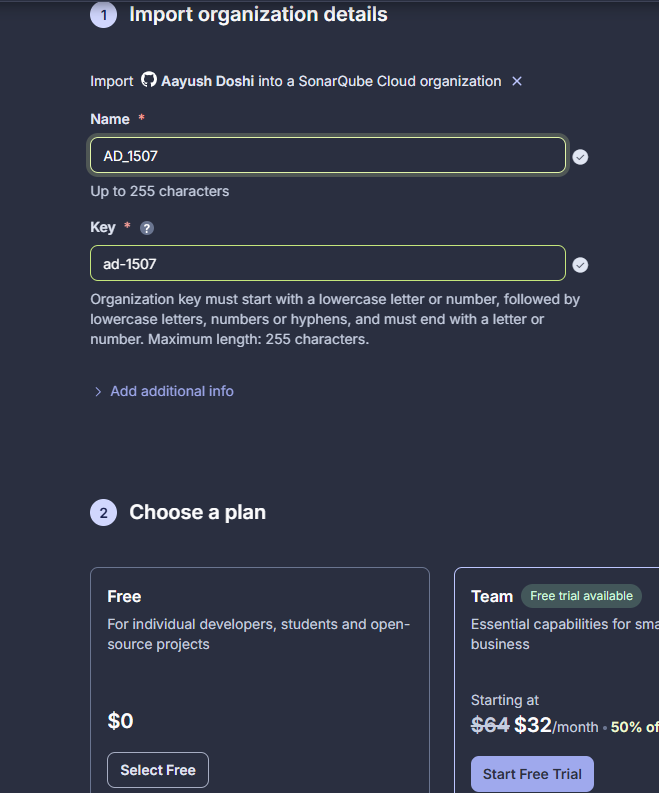 1 Import organization details
Import Aayush Doshi into a SonarQube Cloud organization ×
Name *
AD_1507
Up to 255 characters
Key * ?
ad-1507
Organization key must start with a lowercase letter or number, followed by
lowercase letters, numbers or hyphens, and must end with a letter or
number. Maximum length: 255 characters.
> Add additional info
2 Choose a plan
Free
For individual developers, students and open-
source projects
$0
Select Free
Team Free trial available
Essential capabilities for sma
business
Starting at
$64 $32/month • 50% of
Start Free Trial